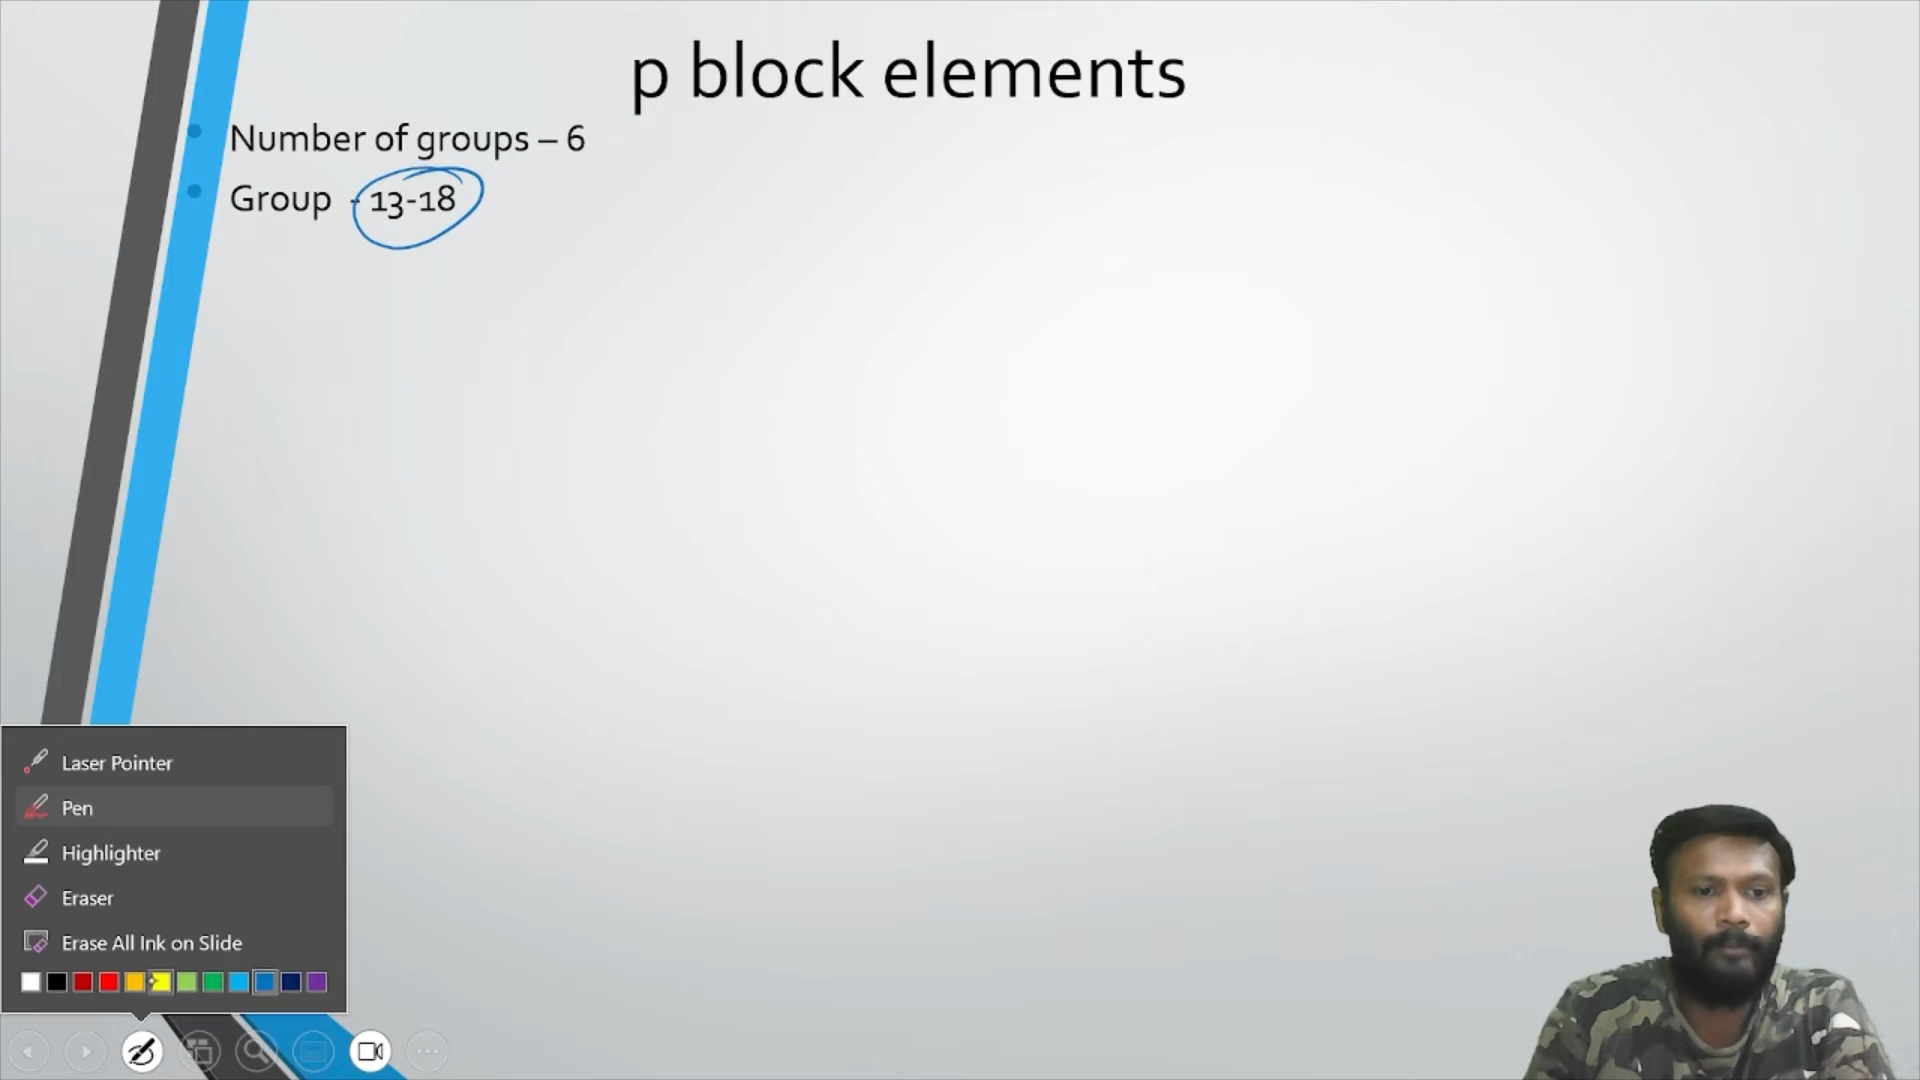 p block elements
Number of groups – 6
Group - 13-18
Laser Pointer
Pen
Highlighter
Eraser
Erase All Ink on Slide